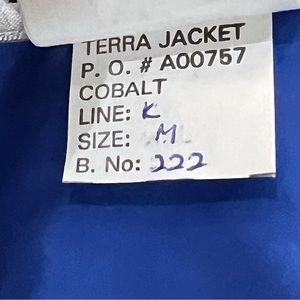 TERRA JACKET
P. O. # A00757
COBALT
LINE: K
SIZE: M
B. No: 222